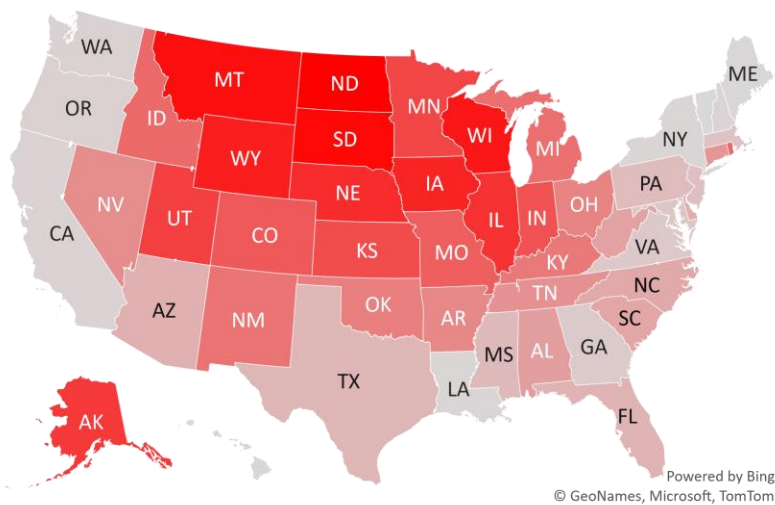 WA
MT
ND
ME
OR
ID
MN
WI
MI
NY
SD
WY
PA
IA
NE
NV
OH
UT
IL
IN
CA
CO
VA
KS
MO
KY
NC
TN
OK
AZ
NM
AR
SC
MS
AL
GA
TX
LA
FL
AK
Powered by Bing
© GeoNames, Microsoft, TomTom